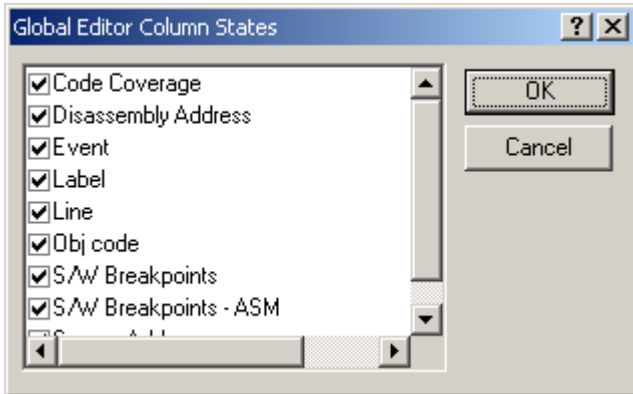 Global Editor Column States
Code Coverage
OK
Disassembly Address
Event
Cancel
Label
Line
Obj code
S/W Breakpoints
S/W Breakpoints - ASM